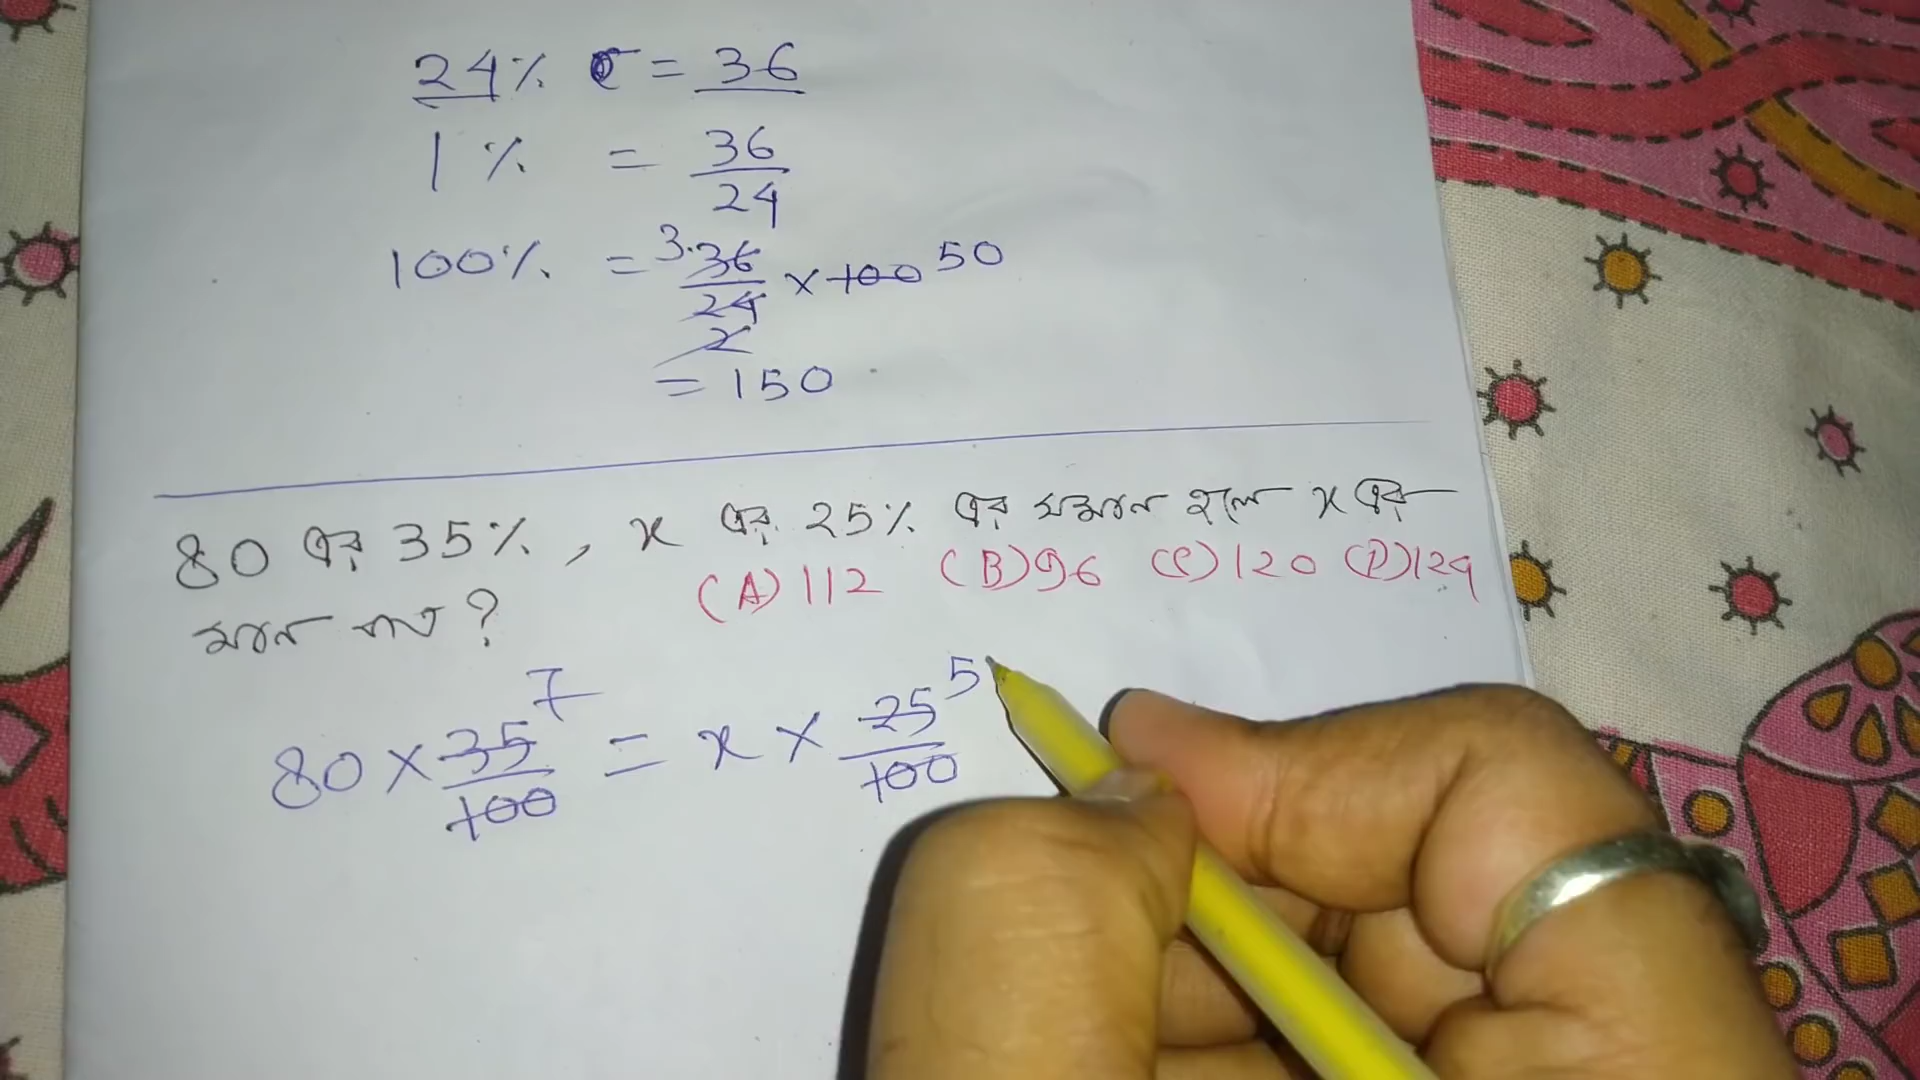 24% = 36
1% = 36/24
100% = 3 36/24 × 100 50
2
= 150
80 এর 35%, x এর 25% এর সমান হলে x এর
(A) 112 (B) 96 (C) 120 (D) 124
মান কত ?
80 × 35/100 7 = x × 25/100 5